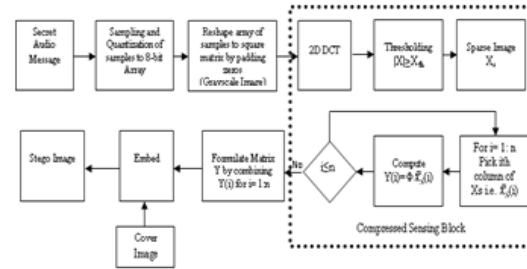 Secret
Audio
Message
Sampling and
Quantization of
samples to 8-bit
Array
Reshape array of
samples to square
matrix by padding
zeros
(Grayscale Image)
2D DCT
Thresholding
|X|≥Xth
Sparse Image
Xs
For i= 1: n
Pick ith
column of
Xs i.e.
i≤n
No
Compute
Y(i)=Φ
Formulate Matrix
Y by combining
Y(i) for i= 1:n
Embed
Stego Image
Cover
Image
Compressed Sensing Block